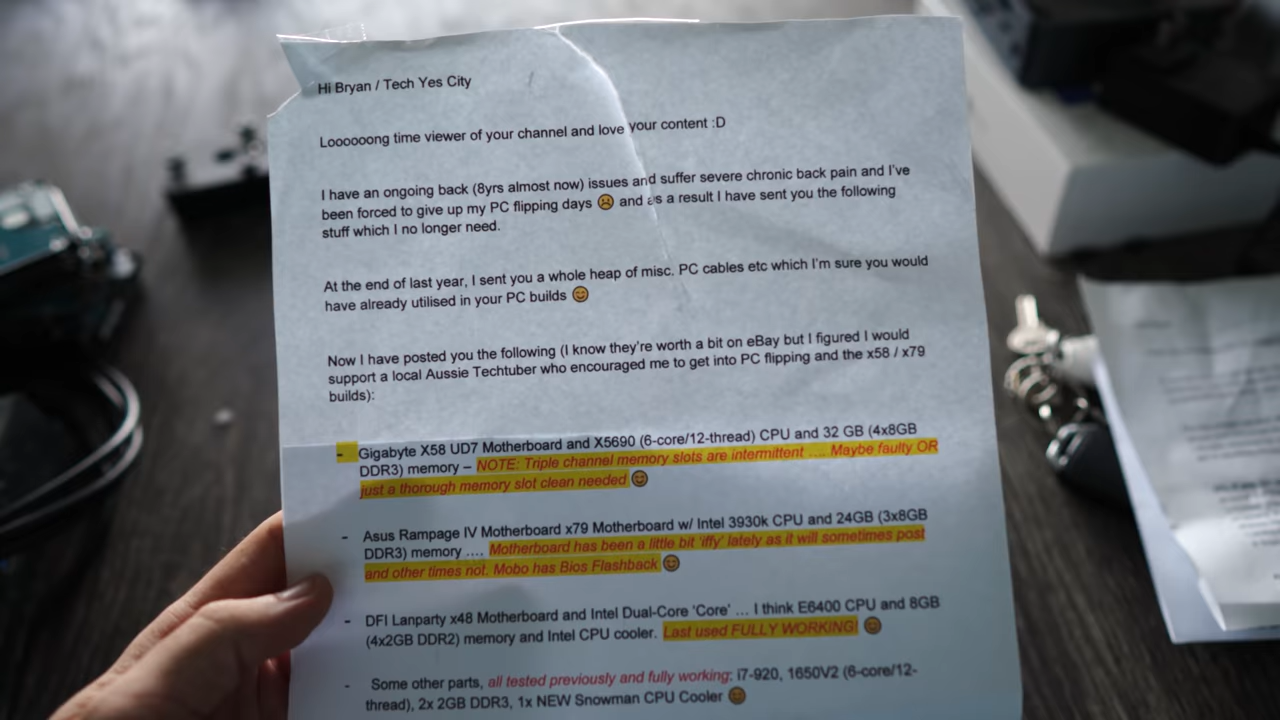 Hi Bryan / Tech Yes City
Loooooong time viewer of your channel and love your content :D
I have an ongoing back (8yrs almost now) issues and suffer severe chronic back pain and I've
been forced to give up my PC flipping days ☹ and as a result I have sent you the following
stuff which I no longer need.
At the end of last year, I sent you a whole heap of misc. PC cables etc which I'm sure you would
have already utilised in your PC builds 😊
Now I have posted you the following (I know they're worth a bit on eBay but I figured I would
support a local Aussie Techtuber who encouraged me to get into PC flipping and the x58 / x79
builds):
- Gigabyte X58 UD7 Motherboard and X5690 (6-core/12-thread) CPU and 32 GB (4x8GB
DDR3) memory – NOTE: Triple channel memory slots are intermittent .... Maybe faulty OR
just a thorough memory slot clean needed 😊
- Asus Rampage IV Motherboard x79 Motherboard w/ Intel 3930k CPU and 24GB (3x8GB
DDR3) memory .... Motherboard has been a little bit 'iffy' lately as it will sometimes post
and other times not. Mobo has Bios Flashback 😊
- DFI Lanparty x48 Motherboard and Intel Dual-Core 'Core' ... I think E6400 CPU and 8GB
(4x2GB DDR2) memory and Intel CPU cooler. Last used FULLY WORKING! 😊
- Some other parts, all tested previously and fully working: i7-920, 1650V2 (6-core/12-
thread), 2x 2GB DDR3, 1x NEW Snowman CPU Cooler 😊